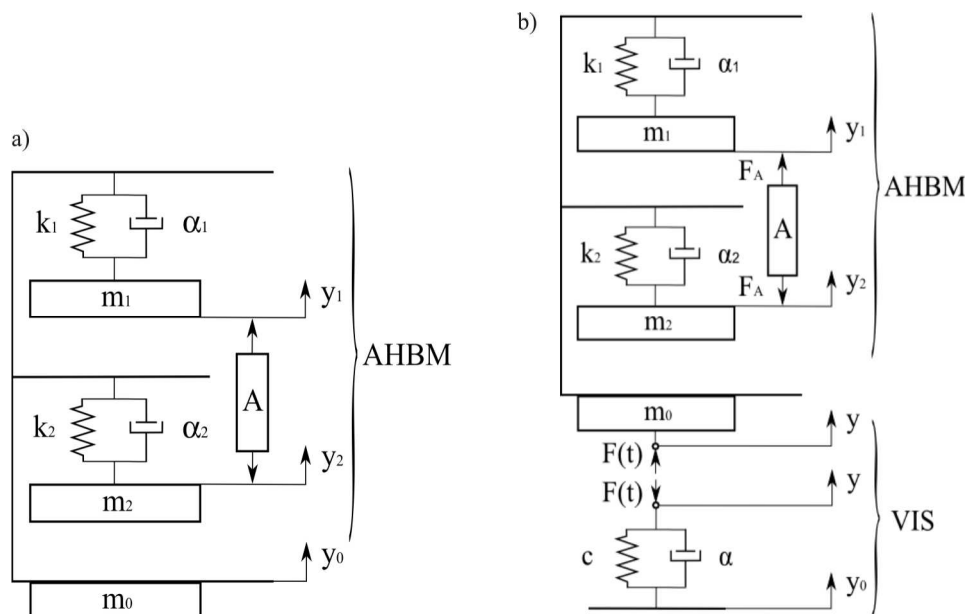 a)
k1
α1
m1
y1
A
AHBM
k2
α2
y2
m2
y0
m0
b)
k1
α1
m1
y1
FA
AHBM
A
k2
α2
FA
y2
m2
m0
y
F(t)
F(t)
y
VIS
c
α
y0